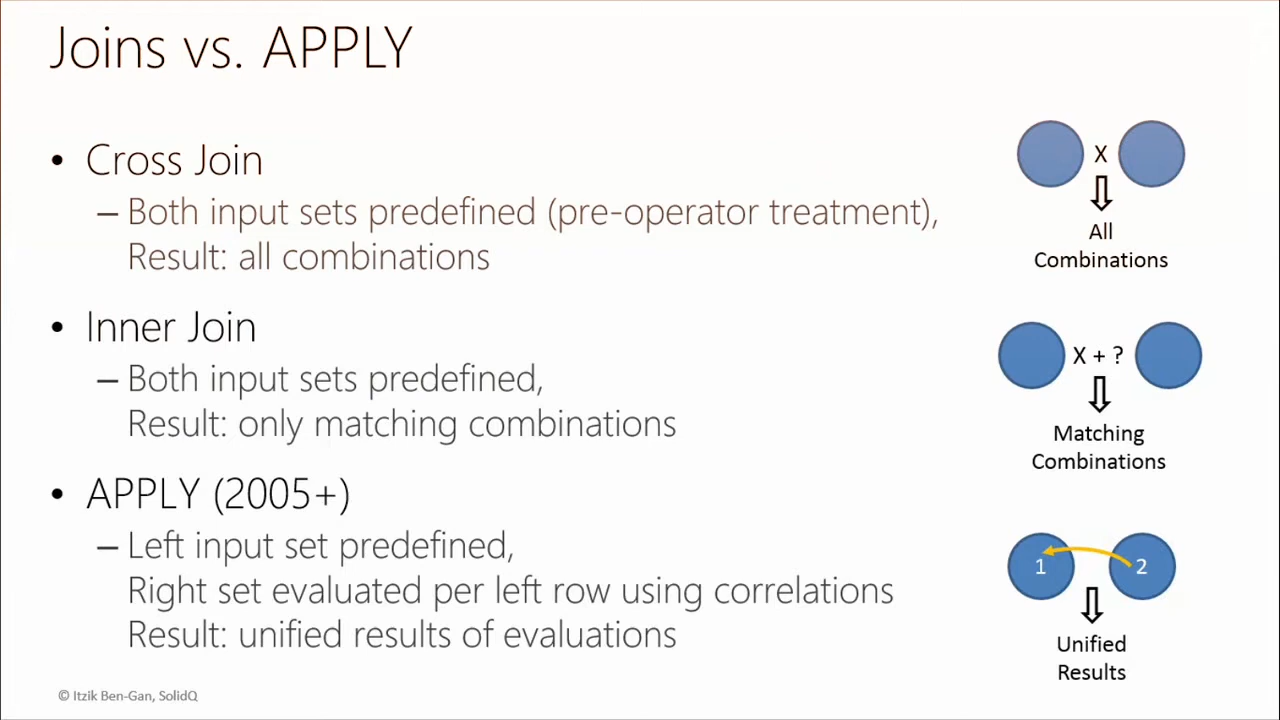 Joins vs. APPLY
• Cross Join
– Both input sets predefined (pre-operator treatment),
Result: all combinations
X
All
Combinations
• Inner Join
– Both input sets predefined,
Result: only matching combinations
X + ?
Matching
Combinations
• APPLY (2005+)
– Left input set predefined,
Right set evaluated per left row using correlations
Result: unified results of evaluations
1
2
Unified
Results
© Itzik Ben-Gan, SolidQ